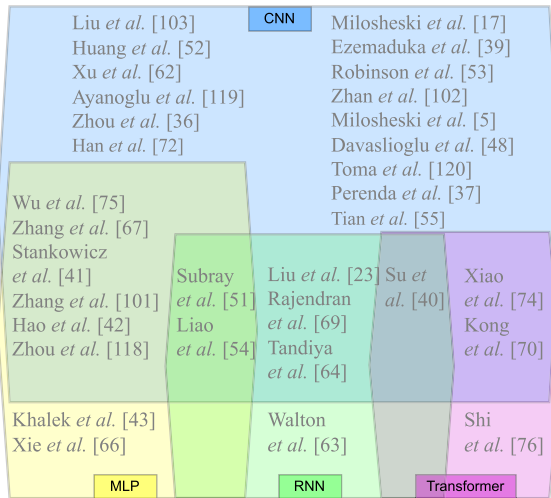 CNN
Liu et al. [103]
Huang et al. [52]
Xu et al. [62]
Ayanoglu et al. [119]
Zhou et al. [36]
Han et al. [72]
Milosheski et al. [17]
Ezemaduka et al. [39]
Robinson et al. [53]
Zhan et al. [102]
Milosheski et al. [5]
Davaslioglu et al. [48]
Toma et al. [120]
Perenda et al. [37]
Tian et al. [55]
Wu et al. [75]
Zhang et al. [67]
Stankowicz
et al. [41]
Zhang et al. [101]
Hao et al. [42]
Zhou et al. [118]
Subray
et al. [51]
Liao
et al. [54]
Liu et al. [23]
Rajendran
et al. [69]
Tandiya
et al. [64]
Su et
al. [40]
Xiao
et al. [74]
Kong
et al. [70]
Khalek et al. [43]
Xie et al. [66]
Walton
et al. [63]
Shi
et al. [76]
MLP
RNN
Transformer